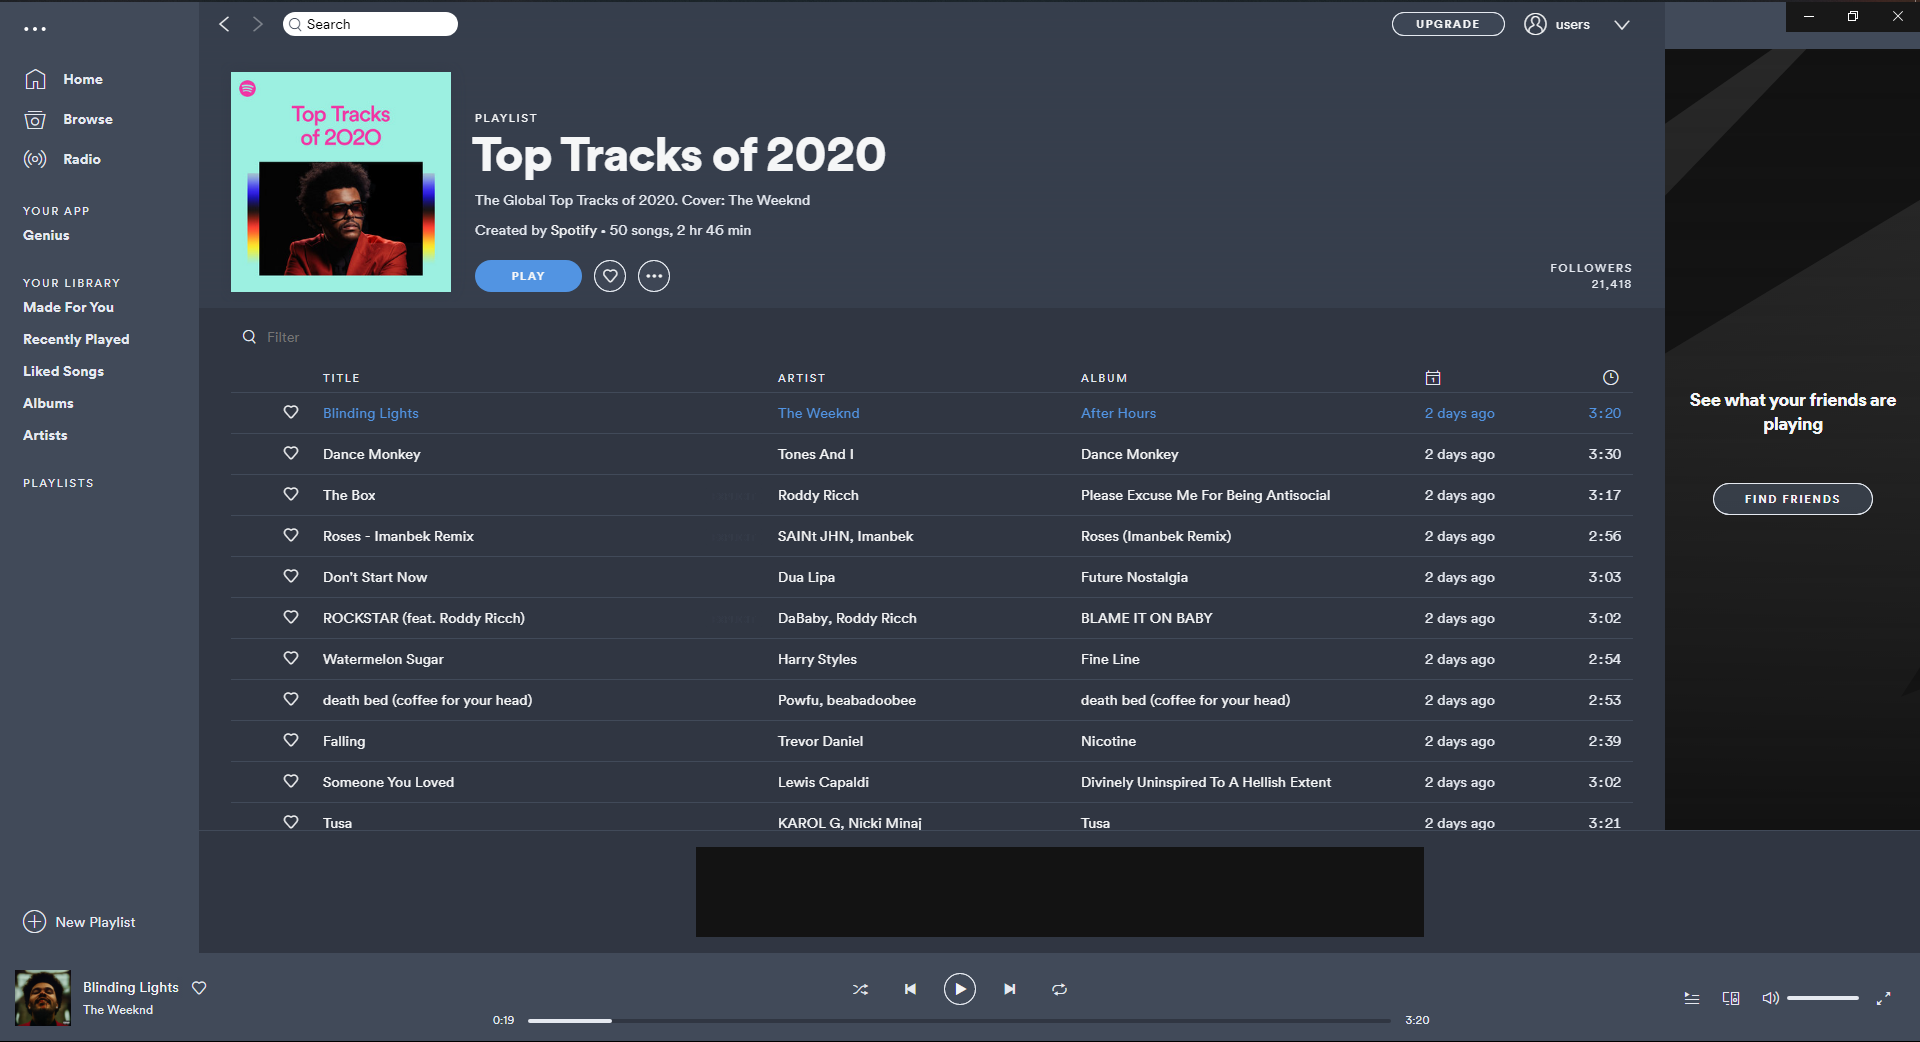 Search
UPGRADE
users
Home
Browse
Radio
YOUR APP
Genius
YOUR LIBRARY
Made For You
Recently Played
Liked Songs
Albums
Artists
PLAYLISTS
New Playlist
Top Tracks
of 2020
PLAYLIST
Top Tracks of 2020
The Global Top Tracks of 2020. Cover: The Weeknd
Created by Spotify • 50 songs, 2 hr 46 min
PLAY
FOLLOWERS
21,418
Filter
TITLE ARTIST ALBUM
Blinding Lights The Weeknd After Hours 2 days ago 3:20
Dance Monkey Tones And I Dance Monkey 2 days ago 3:30
The Box Roddy Ricch Please Excuse Me For Being Antisocial 2 days ago 3:17
Roses - Imanbek Remix SAINt JHN, Imanbek Roses (Imanbek Remix) 2 days ago 2:56
Don't Start Now Dua Lipa Future Nostalgia 2 days ago 3:03
ROCKSTAR (feat. Roddy Ricch) DaBaby, Roddy Ricch BLAME IT ON BABY 2 days ago 3:02
Watermelon Sugar Harry Styles Fine Line 2 days ago 2:54
death bed (coffee for your head) Powfu, beabadoobee death bed (coffee for your head) 2 days ago 2:53
Falling Trevor Daniel Nicotine 2 days ago 2:39
Someone You Loved Lewis Capaldi Divinely Uninspired To A Hellish Extent 2 days ago 3:02
Tusa KAROL G, Nicki Minaj Tusa 2 days ago 3:21
See what your friends are
playing
FIND FRIENDS
Blinding Lights
The Weeknd
0:19
3:20